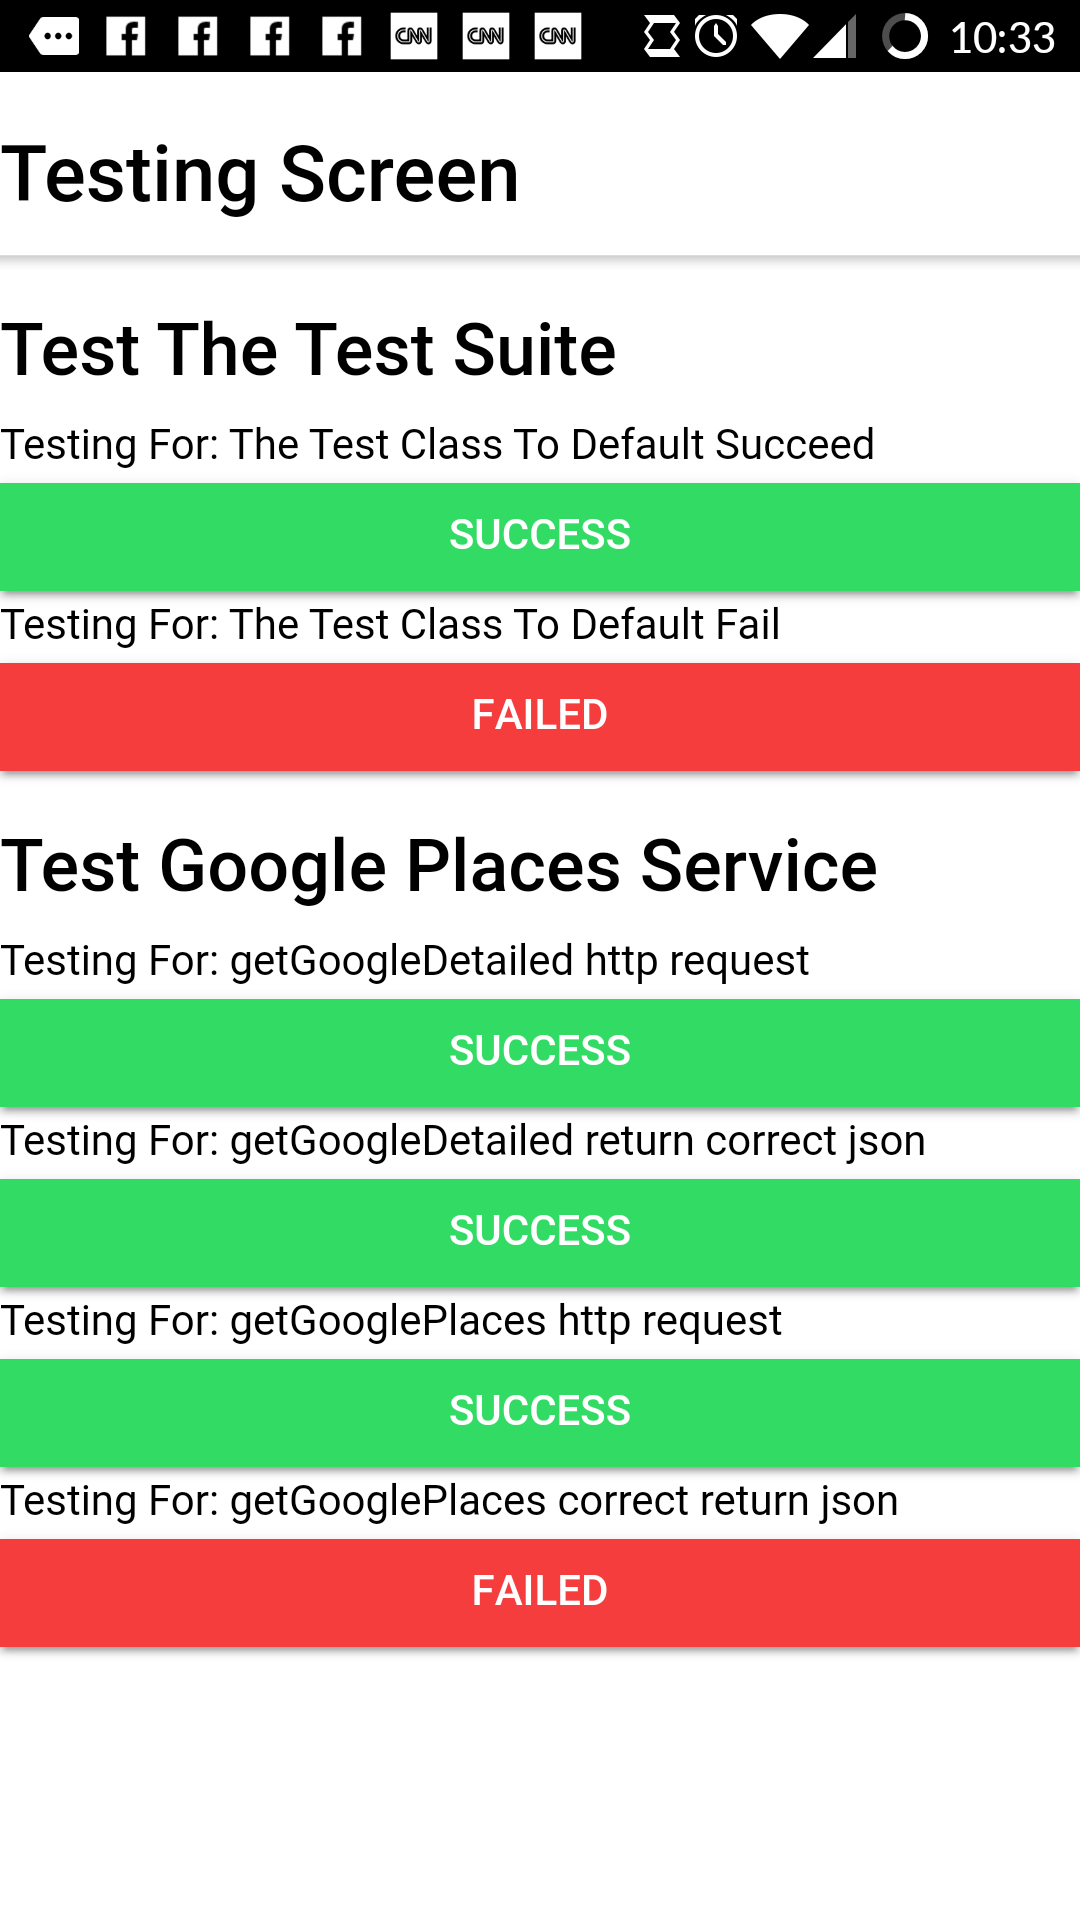 CNN CNN CNN 10:33
Testing Screen
Test The Test Suite
Testing For: The Test Class To Default Succeed
SUCCESS
Testing For: The Test Class To Default Fail
FAILED
Test Google Places Service
Testing For: getGoogleDetailed http request
SUCCESS
Testing For: getGoogleDetailed return correct json
SUCCESS
Testing For: getGooglePlaces http request
SUCCESS
Testing For: getGooglePlaces correct return json
FAILED